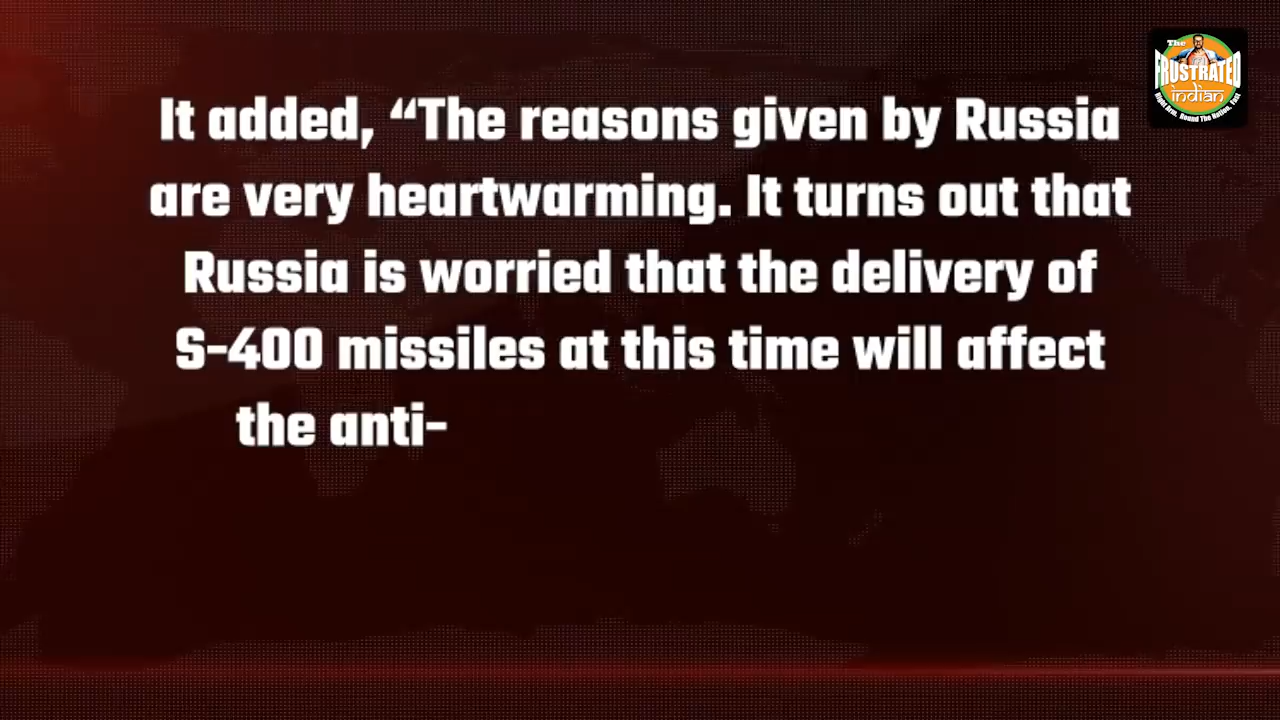 It added, “The reasons given by Russia
are very heartwarming. It turns out that
Russia is worried that the delivery of
S-400 missiles at this time will affect
the anti-
The
FRUSTRATED
indian